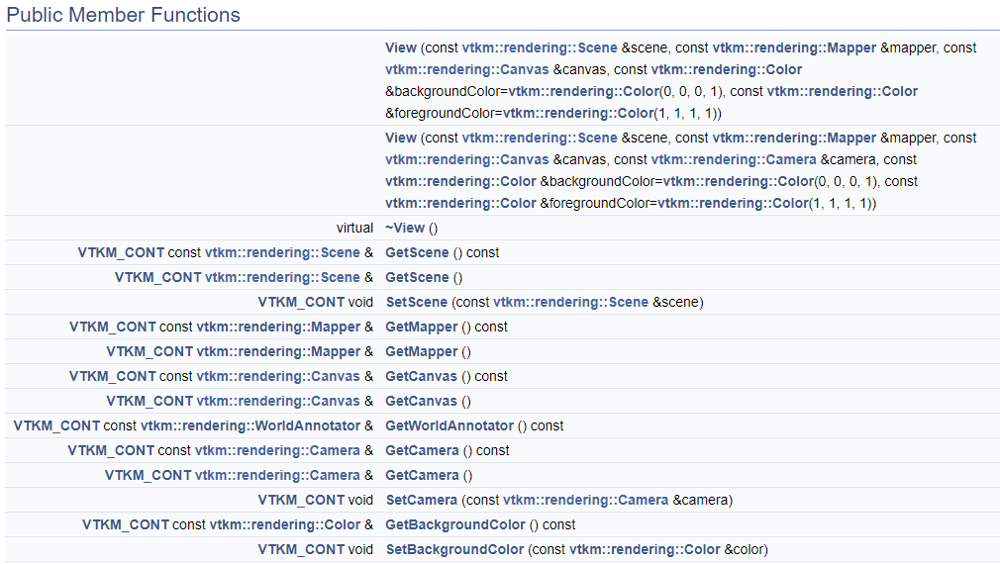 Public Member Functions
View (const vtkm::rendering::Scene &scene, const vtkm::rendering::Mapper &mapper, const
vtkm::rendering::Canvas &canvas, const vtkm::rendering::Color
&backgroundColor=vtkm::rendering::Color(0, 0, 0, 1), const vtkm::rendering::Color
&foregroundColor=vtkm::rendering::Color(1, 1, 1, 1))
View (const vtkm::rendering::Scene &scene, const vtkm::rendering::Mapper &mapper, const
vtkm::rendering::Canvas &canvas, const vtkm::rendering::Camera &camera, const
vtkm::rendering::Color &backgroundColor=vtkm::rendering::Color(0, 0, 0, 1), const
vtkm::rendering::Color &foregroundColor=vtkm::rendering::Color(1, 1, 1, 1))
virtual ~View ()
VTKM_CONT const vtkm::rendering::Scene & GetScene () const
VTKM_CONT vtkm::rendering::Scene & GetScene ()
VTKM_CONT void SetScene (const vtkm::rendering::Scene &scene)
VTKM_CONT const vtkm::rendering::Mapper & GetMapper () const
VTKM_CONT vtkm::rendering::Mapper & GetMapper ()
VTKM_CONT const vtkm::rendering::Canvas & GetCanvas () const
VTKM_CONT vtkm::rendering::Canvas & GetCanvas ()
VTKM_CONT const vtkm::rendering::WorldAnnotator & GetWorldAnnotator () const
VTKM_CONT const vtkm::rendering::Camera & GetCamera () const
VTKM_CONT vtkm::rendering::Camera & GetCamera ()
VTKM_CONT void SetCamera (const vtkm::rendering::Camera &camera)
VTKM_CONT const vtkm::rendering::Color & GetBackgroundColor () const
VTKM_CONT void SetBackgroundColor (const vtkm::rendering::Color &color)